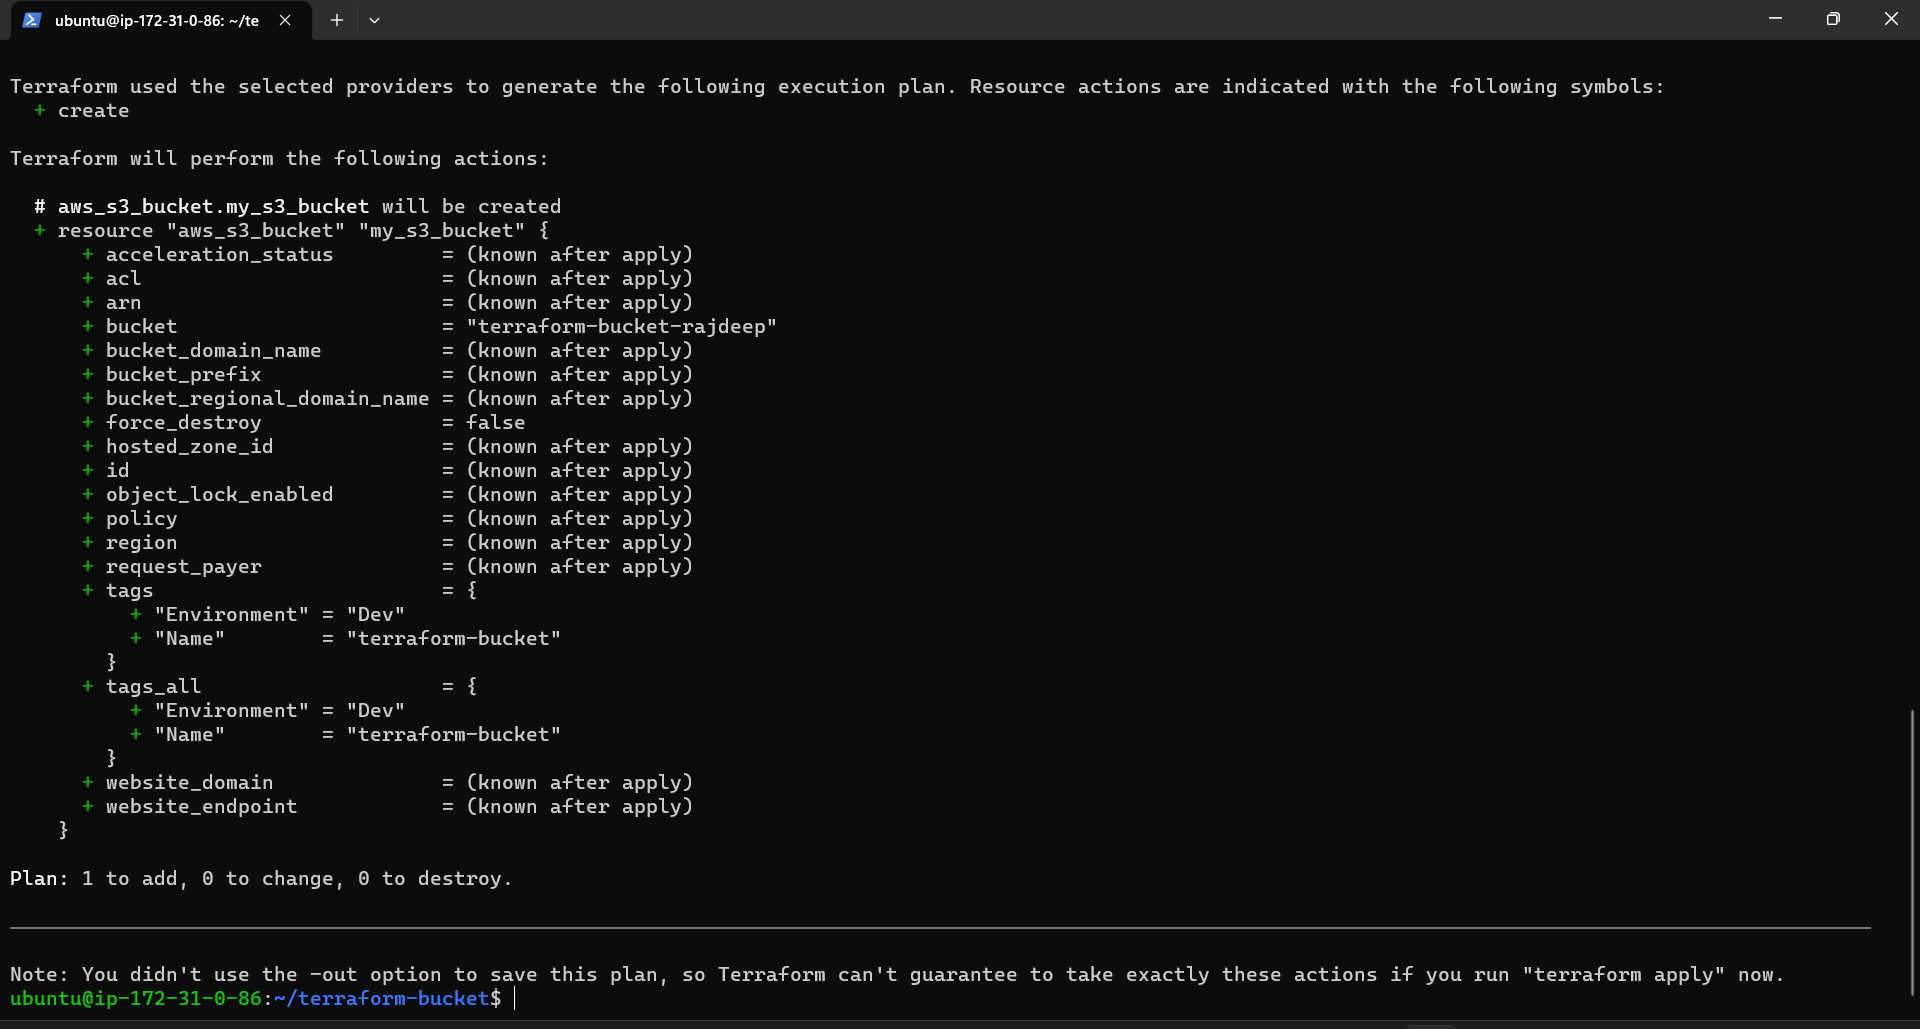 ubuntu@ip-172-31-0-86: ~/te
Terraform used the selected providers to generate the following execution plan. Resource actions are indicated with the following symbols:
  + create
Terraform will perform the following actions:
  # aws_s3_bucket.my_s3_bucket will be created
  + resource "aws_s3_bucket" "my_s3_bucket" {
      + acceleration_status         = (known after apply)
      + acl                         = (known after apply)
      + arn                         = (known after apply)
      + bucket                      = "terraform-bucket-rajdeep"
      + bucket_domain_name          = (known after apply)
      + bucket_prefix               = (known after apply)
      + bucket_regional_domain_name = (known after apply)
      + force_destroy               = false
      + hosted_zone_id              = (known after apply)
      + id                          = (known after apply)
      + object_lock_enabled         = (known after apply)
      + policy                      = (known after apply)
      + region                      = (known after apply)
      + request_payer               = (known after apply)
      + tags                        = {
          + "Environment" = "Dev"
          + "Name"        = "terraform-bucket"
        }
      + tags_all                    = {
          + "Environment" = "Dev"
          + "Name"        = "terraform-bucket"
        }
      + website_domain              = (known after apply)
      + website_endpoint            = (known after apply)
    }
Plan: 1 to add, 0 to change, 0 to destroy.
Note: You didn't use the -out option to save this plan, so Terraform can't guarantee to take exactly these actions if you run "terraform apply" now.
ubuntu@ip-172-31-0-86:~/terraform-bucket$